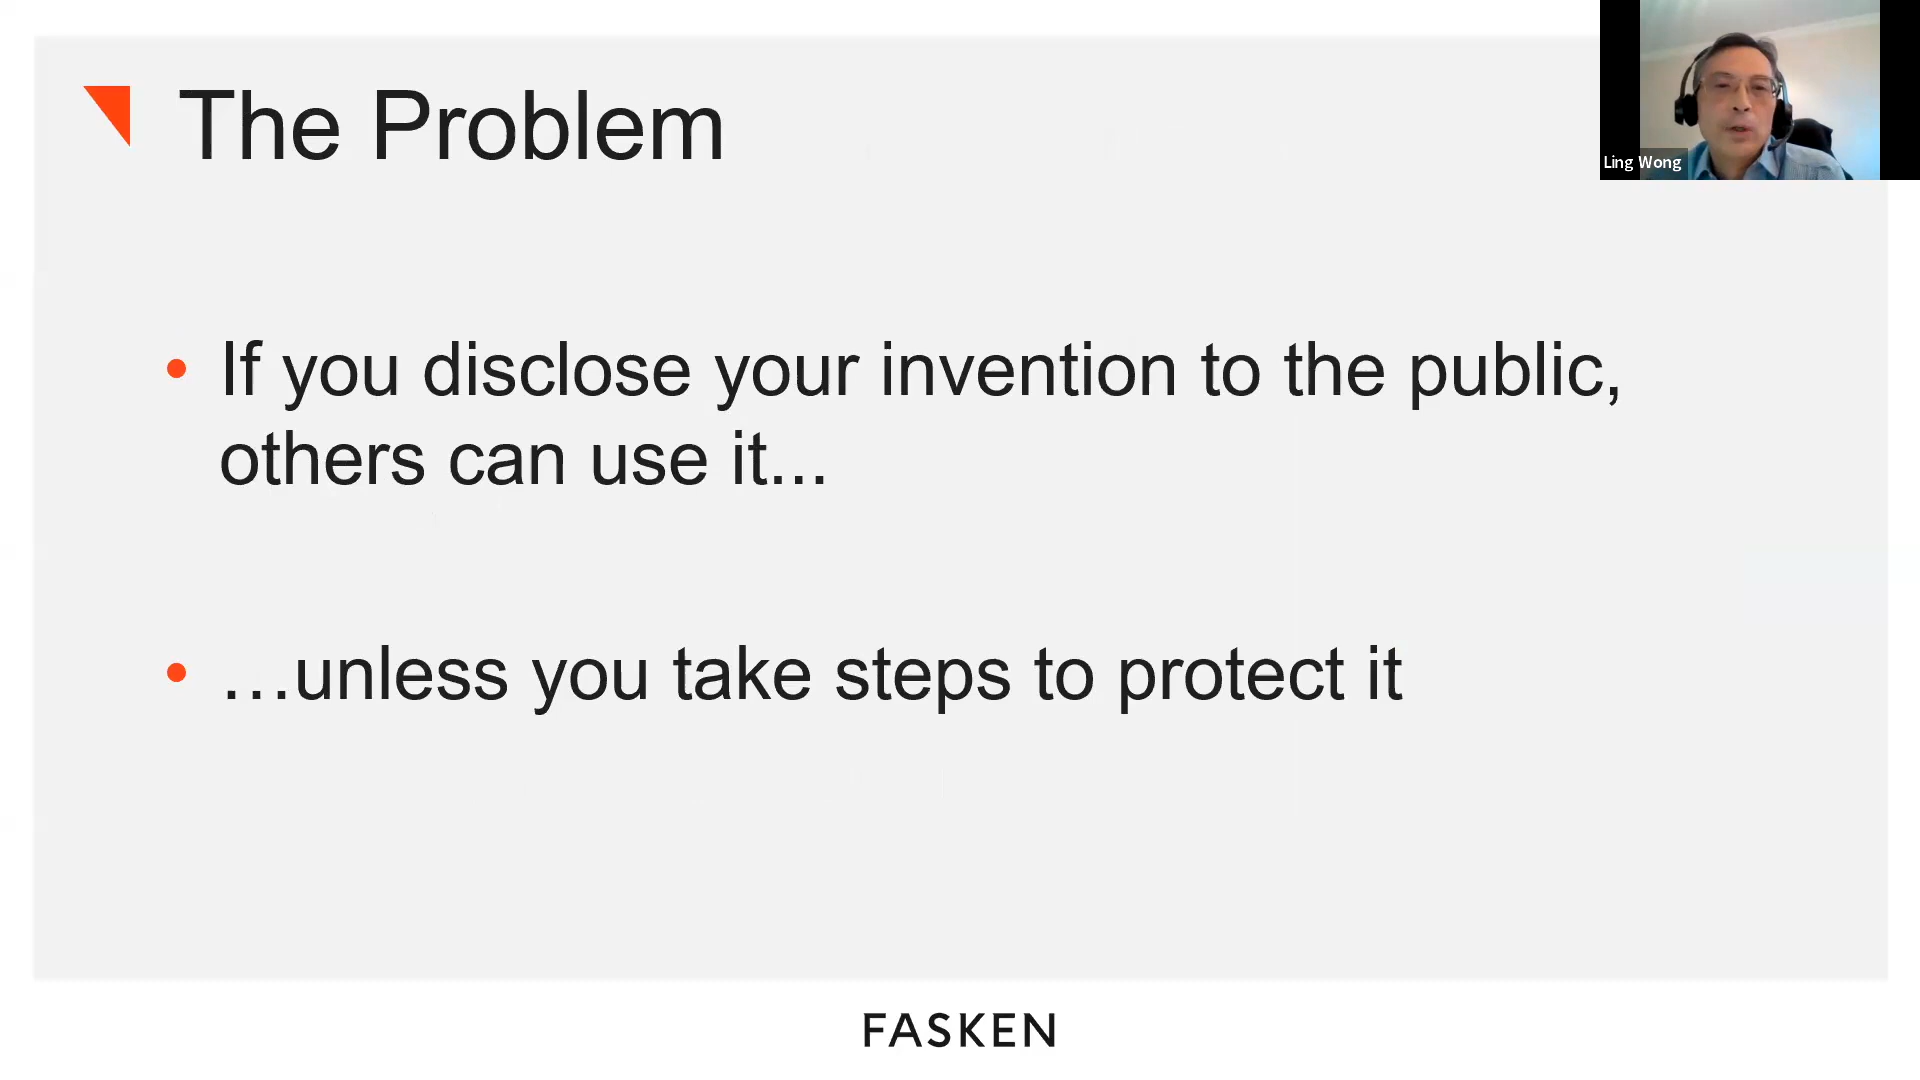 The Problem
Ling Wong
• If you disclose your invention to the public,
others can use it...
• …unless you take steps to protect it
FASKEN